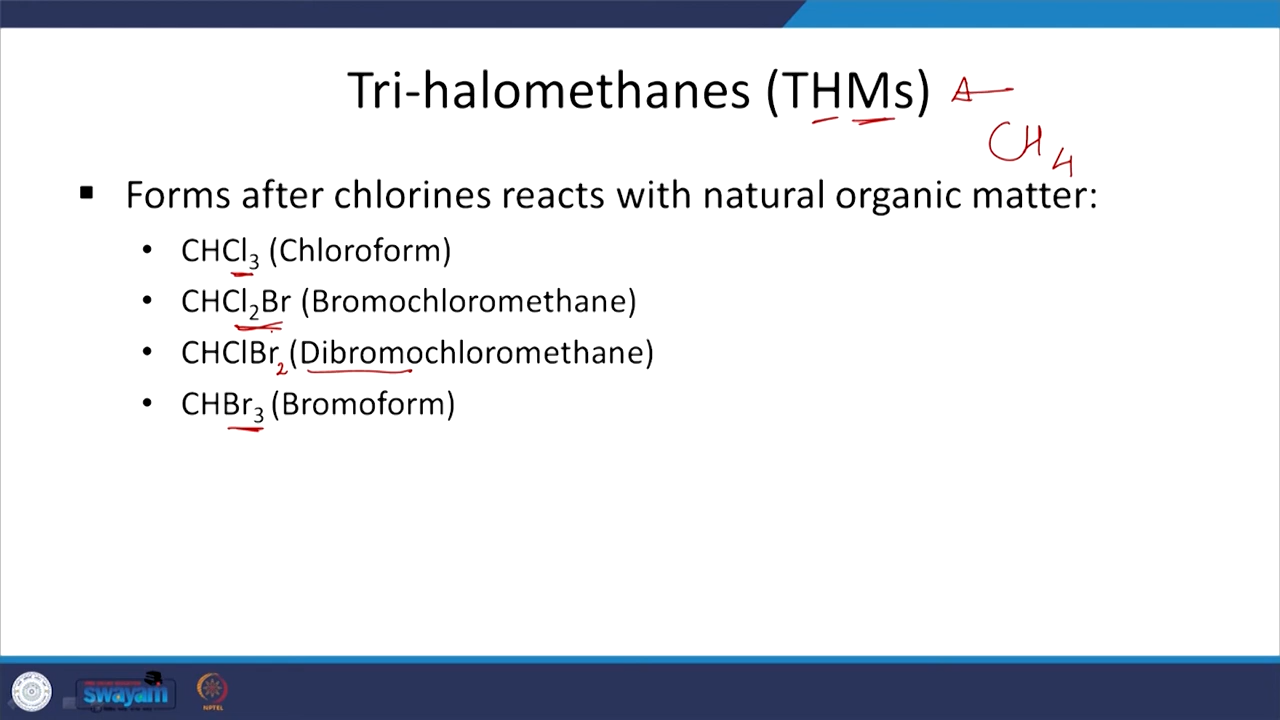 Tri-halomethanes (THMs)
CH4
▪ Forms after chlorines reacts with natural organic matter:
• CHCl3 (Chloroform)
• CHCl2Br (Bromochloromethane)
• CHClBr2 (Dibromochloromethane)
• CHBr3 (Bromoform)
swayam
NPTEL